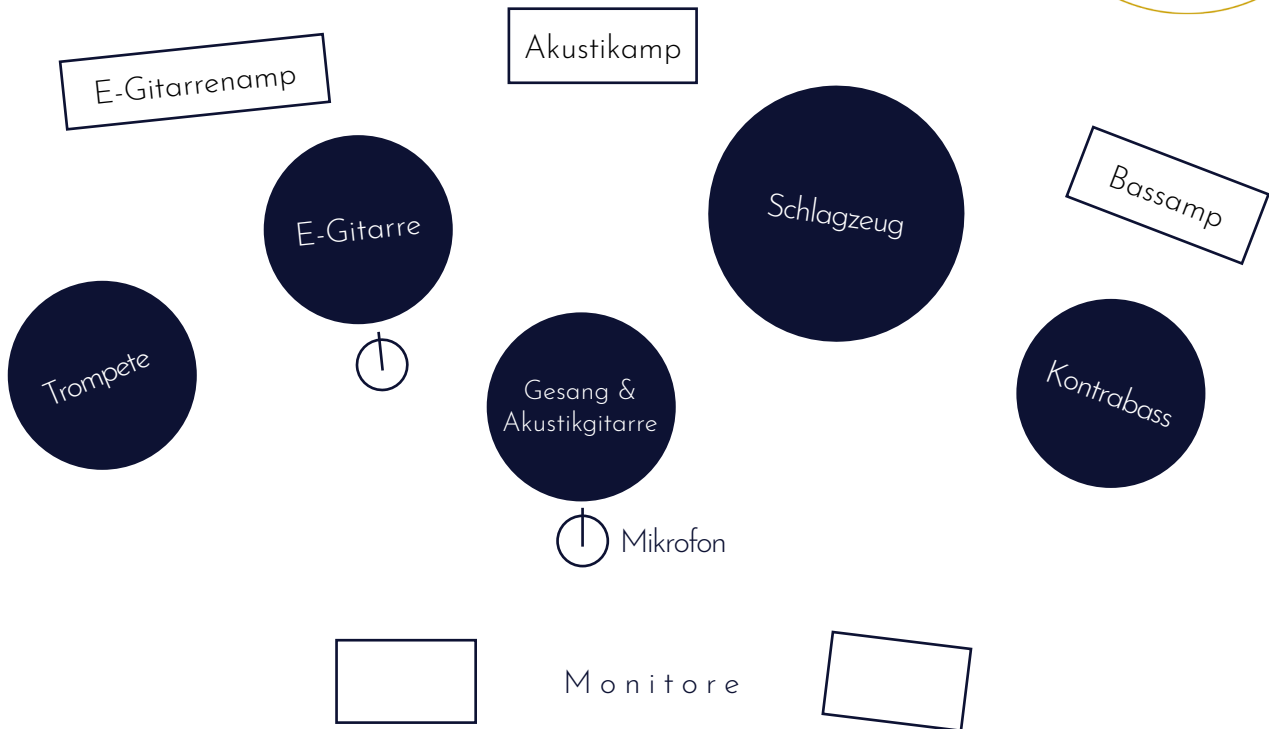 Akustikamp
E-Gitarrenamp
Bassamp
Schlagzeug
E-Gitarre
Trompete
Gesang &
Akustikgitarre
Kontrabass
Mikrofon
Monitore